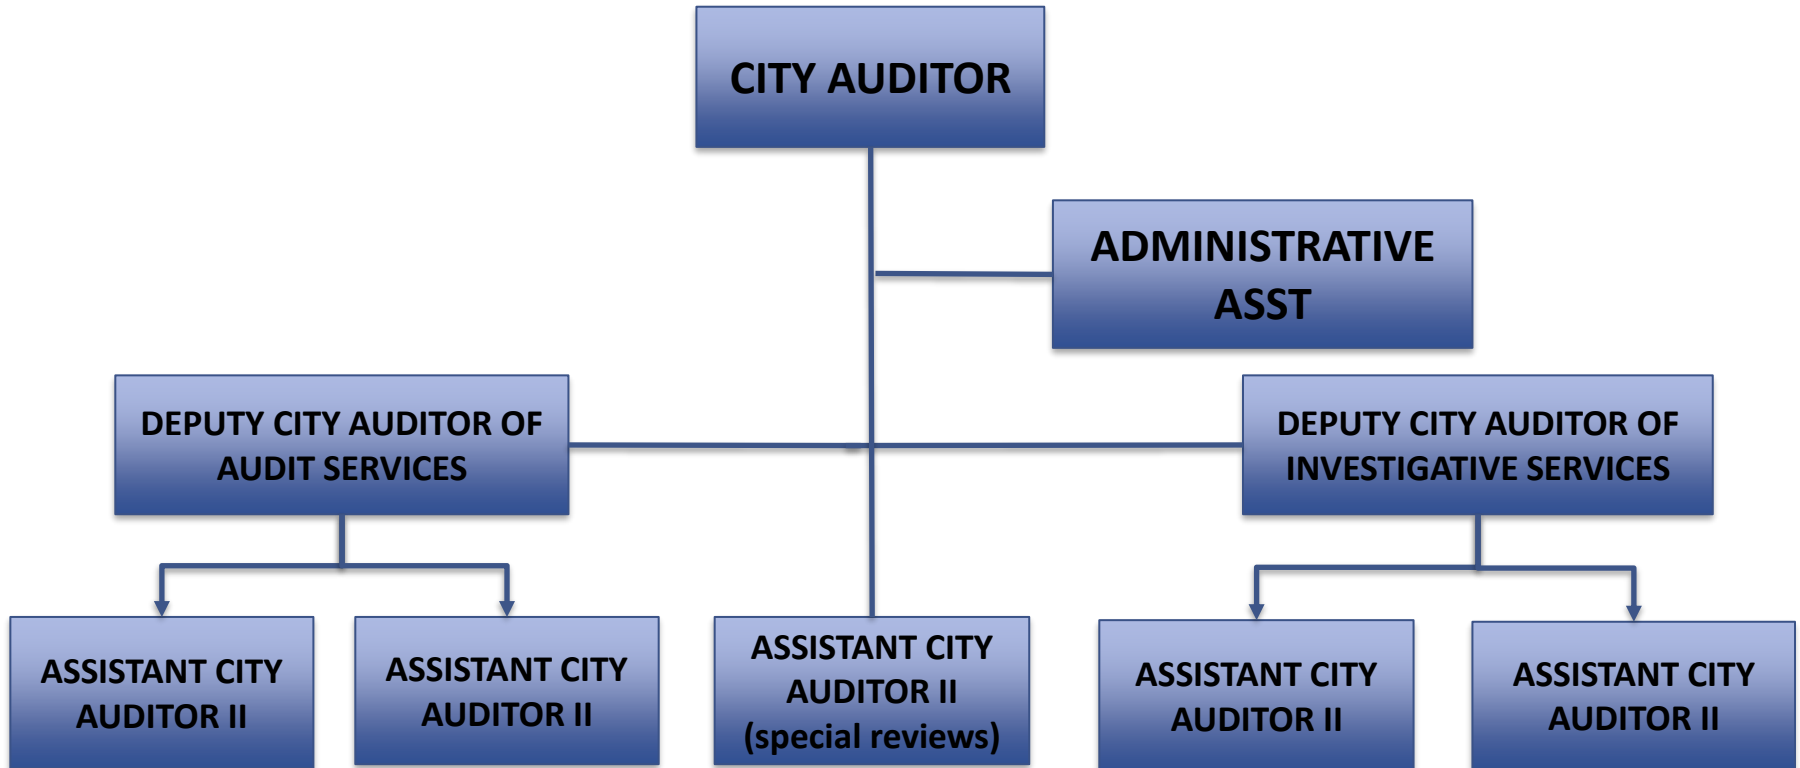 CITY AUDITOR
ADMINISTRATIVE
ASST
DEPUTY CITY AUDITOR OF
AUDIT SERVICES
DEPUTY CITY AUDITOR OF
INVESTIGATIVE SERVICES
ASSISTANT CITY
AUDITOR II
ASSISTANT CITY
AUDITOR II
ASSISTANT CITY
AUDITOR II
(special reviews)
ASSISTANT CITY
AUDITOR II
ASSISTANT CITY
AUDITOR II